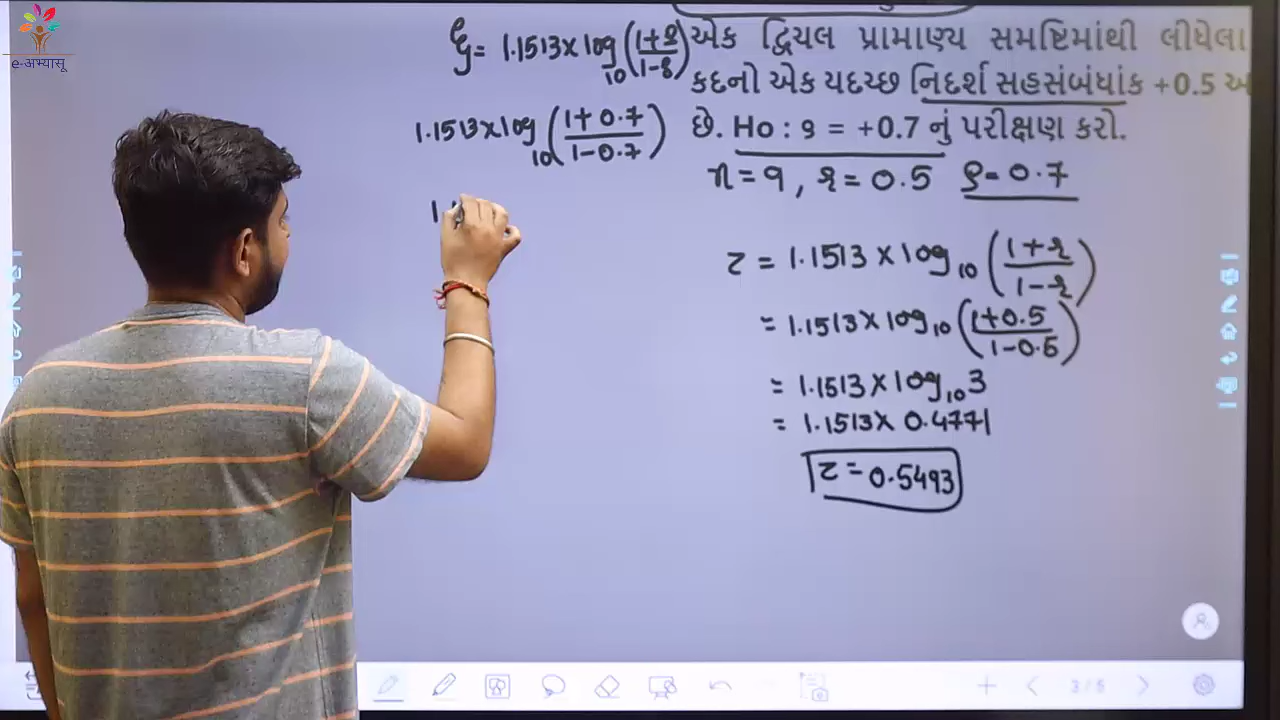 e-अभ्यासू
ξ = 1.1513 × log₁₀ (1+ρ / 1-ρ)
1.1513 × log₁₀ (1+0.7 / 1-0.7)
એક દ્વિચલ પ્રામાણ્ય સમષ્ટિમાંથી લીધેલા
કદનો એક યદચ્છ નિદર્શ સહસંબંધાંક +0.5
છે. Ho : ρ = +0.7 નું પરીક્ષણ કરો.
n = 9, r = 0.5 ρ = 0.7
z = 1.1513 × log₁₀ (1+r / 1-r)
= 1.1513 × log₁₀ (1+0.5 / 1-0.5)
= 1.1513 × log₁₀ 3
= 1.1513 × 0.4771
z = 0.5493
3 / 5